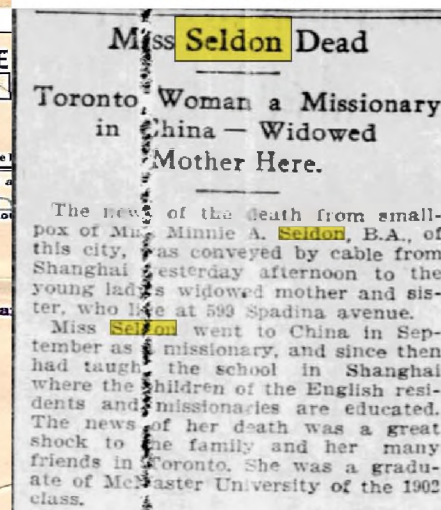 Miss Seldon Dead
Toronto Woman a Missionary
in China — Widowed
Mother Here.
The news of the death from small-
pox of Miss Minnie A. Seldon, B.A., of
this city, was conveyed by cable from
Shanghai yesterday afternoon to the
young lady's widowed mother and sis-
ter, who live at 599 Spadina avenue.
Miss Seldon went to China in Sep-
tember as a missionary, and since then
had taught the school in Shanghai
where the children of the English resi-
dents and missionaries are educated.
The news of her death was a great
shock to the family and her many
friends in Toronto. She was a gradu-
ate of McMaster University of the 1902
class.